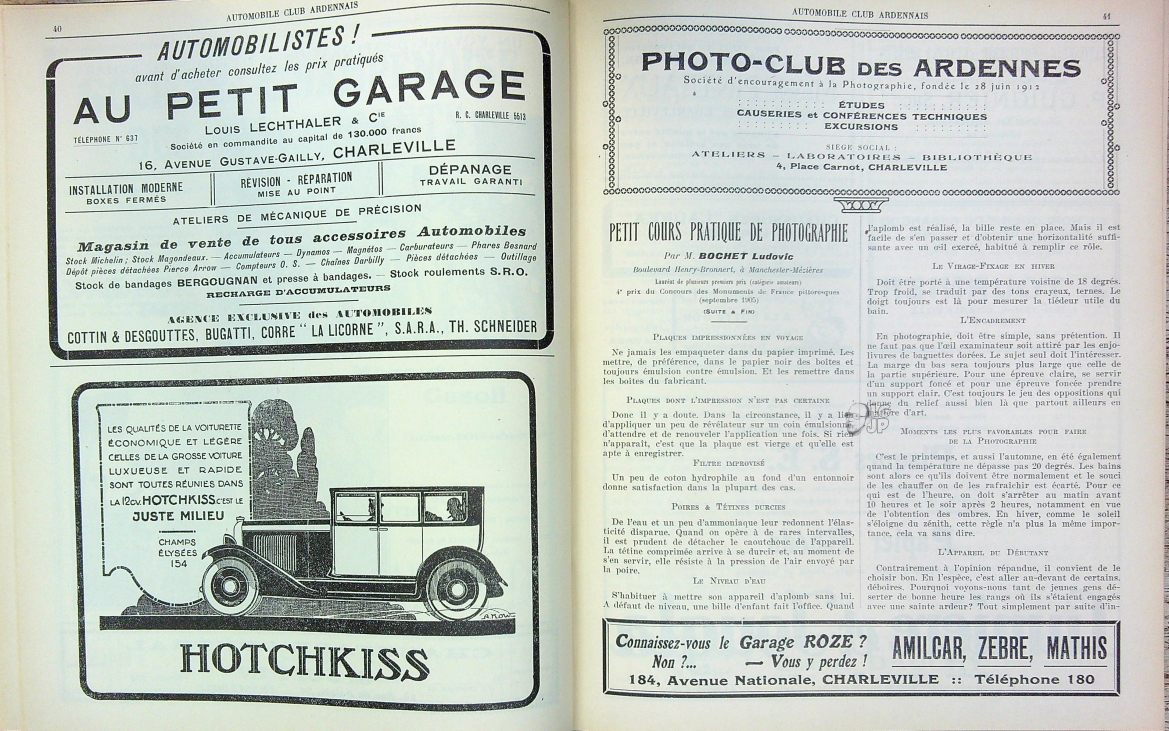 40
AUTOMOBILE CLUB ARDENNAIS
AUTOMOBILISTES !
avant d'acheter consultez les prix pratiqués
AU PETIT GARAGE
TÉLÉPHONE N° 637
LOUIS LECHTHALER & CIE
R. C. CHARLEVILLE 5513
Société en commandite au capital de 130.000 francs
16, AVENUE GUSTAVE-GAILLY, CHARLEVILLE
INSTALLATION MODERNE
BOXES FERMÉS
RÉVISION - RÉPARATION
MISE AU POINT
DÉPANAGE
TRAVAIL GARANTI
ATELIERS DE MÉCANIQUE DE PRÉCISION
Magasin de vente de tous accessoires Automobiles
Stock Michelin ; Stock Magondeaux. — Accumulateurs — Dynamos — Magnétos — Carburateurs — Phares Besnard
Dépôt pièces détachées Pierce Arrow — Compteurs O. S. — Chaînes Darbilly — Pièces détachées — Outillage
Stock de bandages BERGOUGNAN et presse à bandages. — Stock roulements S.R.O.
RECHARGE D'ACCUMULATEURS
AGENCE EXCLUSIVE des AUTOMOBILES
COTTIN & DESGOUTTES, BUGATTI, CORRE "LA LICORNE", S.A.R.A., TH. SCHNEIDER
LES QUALITÉS DE LA VOITURETTE
ÉCONOMIQUE ET LÉGÈRE
CELLES DE LA GROSSE VOITURE
LUXUEUSE ET RAPIDE
SONT TOUTES RÉUNIES DANS
LA 12CV. HOTCHKISS C'EST LE
JUSTE MILIEU
CHAMPS
ÉLYSÉES
154
HOTCHKISS
AUTOMOBILE CLUB ARDENNAIS
41
PHOTO-CLUB DES ARDENNES
Société d'encouragement à la Photographie, fondée le 28 juin 1912
ÉTUDES
CAUSERIES et CONFÉRENCES TECHNIQUES
EXCURSIONS
SIÈGE SOCIAL :
ATELIERS - LABORATOIRES - BIBLIOTHÈQUE
4, Place Carnot, CHARLEVILLE
PETIT COURS PRATIQUE DE PHOTOGRAPHIE
Par M. BOCHET Ludovic
Boulevard Henry-Bronnert, à Manchester-Mézières
Lauréat de plusieurs premiers prix (catégorie amateurs)
4e prix du Concours des Monuments de France pittoresques
(septembre 1905)
(SUITE & FIN)
PLAQUES IMPRESSIONNÉES EN VOYAGE
Ne jamais les empaqueter dans du papier imprimé. Les
mettre, de préférence, dans le papier noir des boîtes et
toujours émulsion contre émulsion. Et les remettre dans
les boîtes du fabricant.
PLAQUES DONT L'IMPRESSION N'EST PAS CERTAINE
Donc il y a doute. Dans la circonstance, il y a lieu
d'appliquer un peu de révélateur sur un coin émulsionné
d'attendre et de renouveler l'application une fois. Si rien
n'apparaît, c'est que la plaque est vierge et qu'elle est
apte à enregistrer.
FILTRE IMPROVISÉ
Un peu de coton hydrophile au fond d'un entonnoir
donne satisfaction dans la plupart des cas.
POIRES & TÉTINES DURCIES
De l'eau et un peu d'ammoniaque leur redonnent l'élas-
ticité disparue. Quand on opère à de rares intervalles,
il est prudent de détacher le caoutchouc de l'appareil.
La tétine comprimée arrive à se durcir et, au moment de
s'en servir, elle résiste à la pression de l'air envoyé par
la poire.
LE NIVEAU D'EAU
S'habituer à mettre son appareil d'aplomb sans lui.
A défaut de niveau, une bille d'enfant fait l'office. Quand
l'aplomb est réalisé, la bille reste en place. Mais il est
facile de s'en passer et d'obtenir une horizontalité suffi-
sante avec un œil exercé, habitué à remplir ce rôle.
LE VIRAGE-FIXAGE EN HIVER
Doit être porté à une température voisine de 18 degrés.
Trop froid, se traduit par des tons crayeux, ternes. Le
doigt toujours est là pour mesurer la tiédeur utile du
bain.
L'ENCADREMENT
En photographie, doit être simple, sans prétention. Il
ne faut pas que l'œil examinateur soit attiré par les enjo-
livures de baguettes dorées. Le sujet seul doit l'intéresser.
La marge du bas sera toujours plus large que celle de
la partie supérieure. Pour une épreuve claire, se servir
d'un support foncé et pour une épreuve foncée prendre
un support clair. C'est toujours le jeu des oppositions qui
du relief aussi bien là que partout ailleurs en
d'art.
JP
MOMENTS LES PLUS FAVORABLES POUR FAIRE
DE LA PHOTOGRAPHIE
C'est le printemps, et aussi l'automne, en été également
quand la température ne dépasse pas 20 degrés. Les bains
sont alors ce qu'ils doivent être normalement et le souci
de les chauffer ou de les rafraîchir est écarté. Pour ce
qui est de l'heure, on doit s'arrêter au matin avant
10 heures et le soir après 2 heures, notamment en vue
de l'obtention des ombres. En hiver, comme le soleil
s'éloigne du zénith, cette règle n'a plus la même impor-
tance, cela va sans dire.
L'APPAREIL DU DÉBUTANT
Contrairement à l'opinion répandue, il convient de le
choisir bon. En l'espèce, c'est aller au-devant de certains
déboires. Pourquoi voyons-nous tant de jeunes gens dé-
serter de bonne heure les rangs où ils s'étaient engagés
avec une sainte ardeur ? Tout simplement par suite d'in-
Connaissez-vous le Garage ROZE ?
Non ?... — Vous y perdez !
AMILCAR, ZEBRE, MATHIS
184, Avenue Nationale, CHARLEVILLE :: Téléphone 180